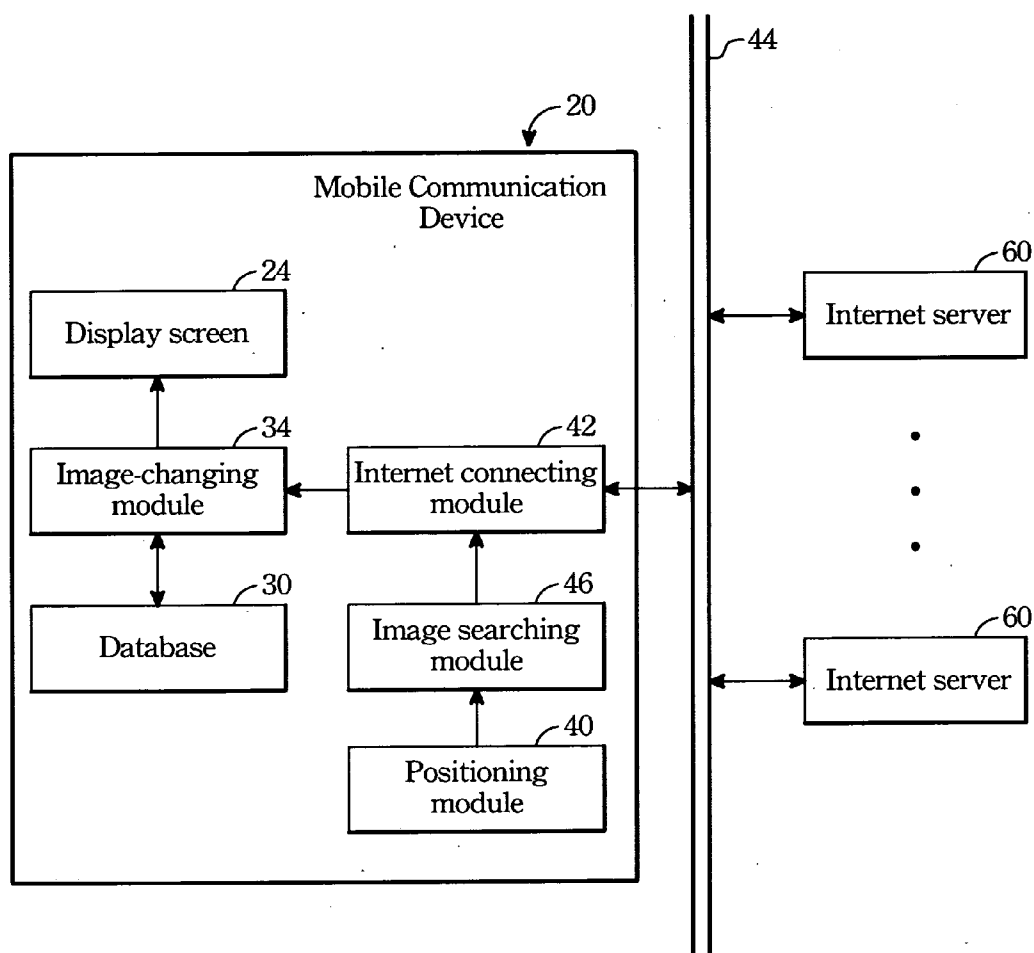 44
20
Mobile Communication
Device
24
Display screen
60
Internet server
34
Image-changing
module
42
Internet connecting
module
30
Database
46
Image searching
module
60
Internet server
40
Positioning
module